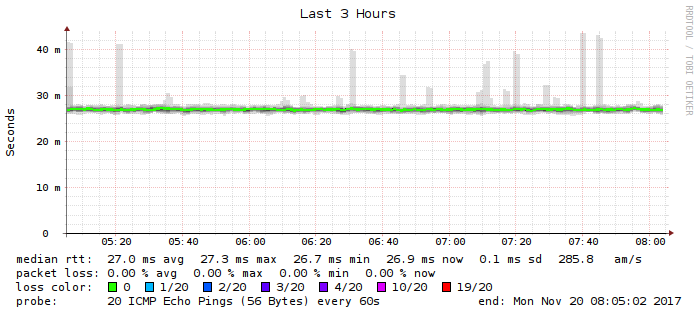 Last 3 Hours
RRDTOOL / TOBI OETIKER
Seconds
40 m
30 m
20 m
10 m
0
05:20 05:40 06:00 06:20 06:40 07:00 07:20 07:40 08:00
median rtt: 27.0 ms avg 27.3 ms max 26.7 ms min 26.9 ms now 0.1 ms sd 285.8 am/s
packet loss: 0.00 % avg 0.00 % max 0.00 % min 0.00 % now
loss color: 0 1/20 2/20 3/20 4/20 10/20 19/20
probe: 20 ICMP Echo Pings (56 Bytes) every 60s end: Mon Nov 20 08:05:02 2017